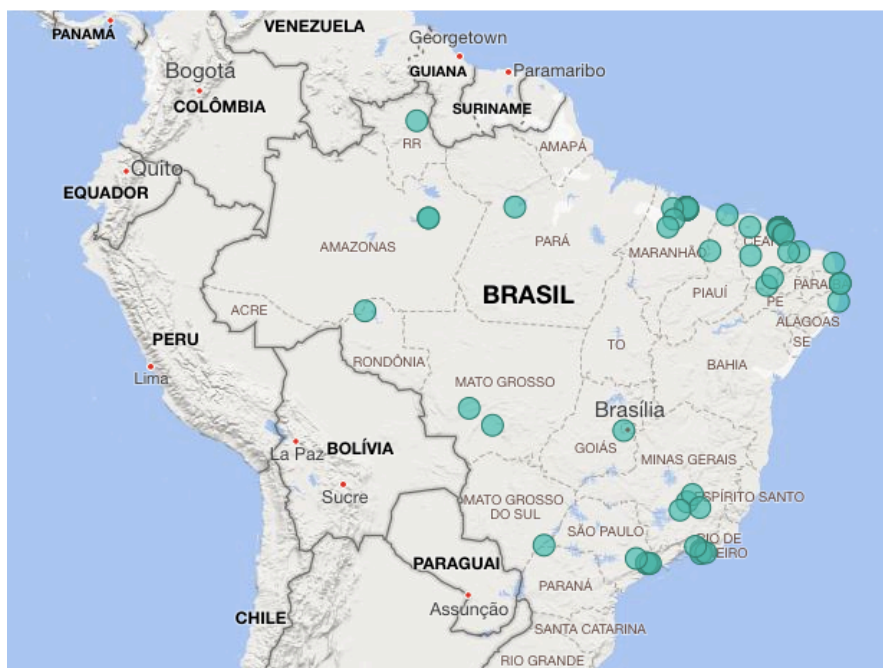 VENEZUELA
PANAMÁ
Georgetown
GUIANA
Paramaribo
Bogotá
COLÔMBIA
SURINAME
RR
AMAPÁ
Quito
EQUADOR
AMAZONAS
PARÁ
MARANHÃO
BRASIL
PIAUÍ
PE
ACRE
ALAGOAS
SE
PERU
RONDÔNIA
TO
BAHIA
Lima
MATO GROSSO
Brasília
La Paz
BOLÍVIA
GOIÁS
MINAS GERAIS
Sucre
MATO GROSSO
DO SUL
ESPÍRITO SANTO
SÃO PAULO
RIO DE
PARAGUAI
PARANÁ
Assunção
CHILE
SANTA CATARINA
RIO GRANDE